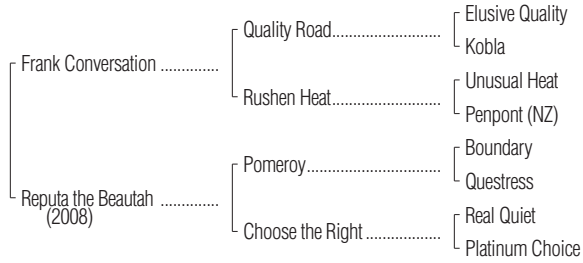 Elusive Quality
Quality Road
Kobla
Frank Conversation
Unusual Heat
Rushen Heat
Penpont (NZ)
Boundary
Pomeroy
Questress
Reputa the Beautah
(2008)
Real Quiet
Choose the Right
Platinum Choice